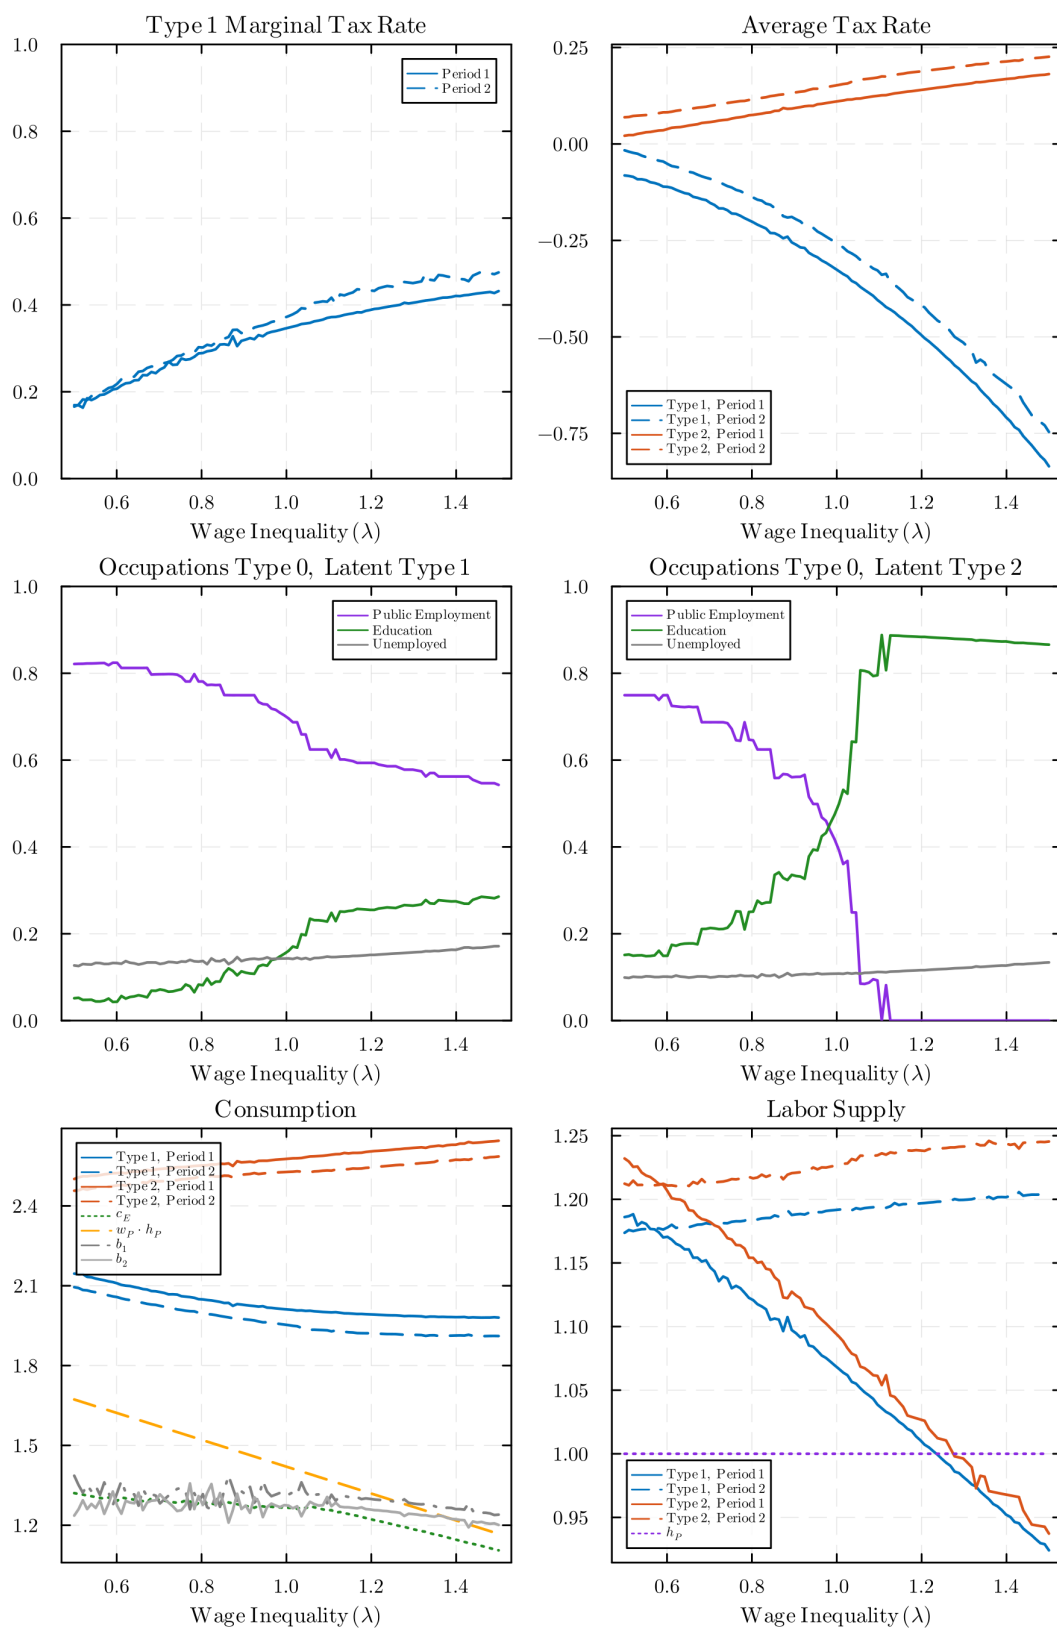 Type 1 Marginal Tax Rate
1.0
0.8
0.6
0.4
0.2
0.0
Period 1
Period 2
0.6 0.8 1.0 1.2 1.4
Wage Inequality (λ)
Average Tax Rate
0.25
0.00
−0.25
−0.50
−0.75
Type 1, Period 1
Type 1, Period 2
Type 2, Period 1
Type 2, Period 2
0.6 0.8 1.0 1.2 1.4
Wage Inequality (λ)
Occupations Type 0, Latent Type 1
1.0
0.8
0.6
0.4
0.2
0.0
Public Employment
Education
Unemployed
0.6 0.8 1.0 1.2 1.4
Wage Inequality (λ)
Occupations Type 0, Latent Type 2
1.0
0.8
0.6
0.4
0.2
0.0
Public Employment
Education
Unemployed
0.6 0.8 1.0 1.2 1.4
Wage Inequality (λ)
Consumption
2.4
2.1
1.8
1.5
1.2
Type 1, Period 1
Type 1, Period 2
Type 2, Period 1
Type 2, Period 2
c_E
w_P · h_P
b_1
b_2
0.6 0.8 1.0 1.2 1.4
Wage Inequality (λ)
Labor Supply
1.25
1.20
1.15
1.10
1.05
1.00
0.95
Type 1, Period 1
Type 1, Period 2
Type 2, Period 1
Type 2, Period 2
h_P
0.6 0.8 1.0 1.2 1.4
Wage Inequality (λ)